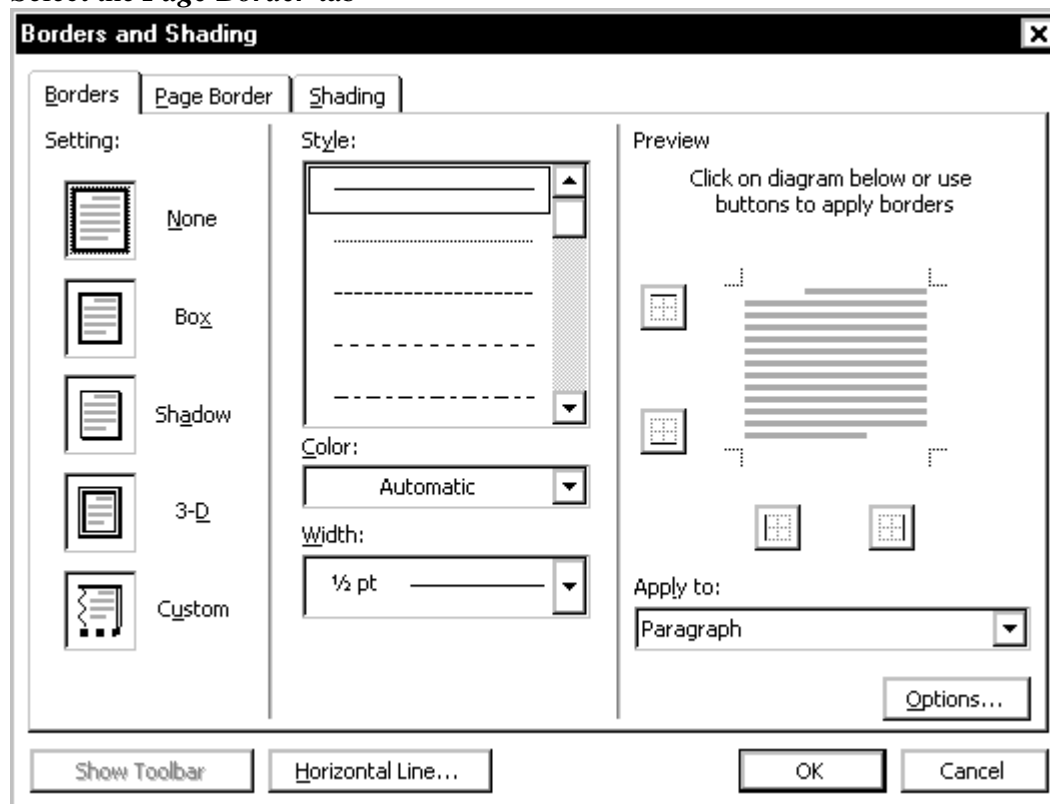 Select the Page Border tab
Borders and Shading
Borders Page Border Shading
Setting:
None
Box
Shadow
3-D
Custom
Style:
Color:
Automatic
Width:
½ pt
Preview
Click on diagram below or use
buttons to apply borders
Apply to:
Paragraph
Options...
Show Toolbar Horizontal Line... OK Cancel